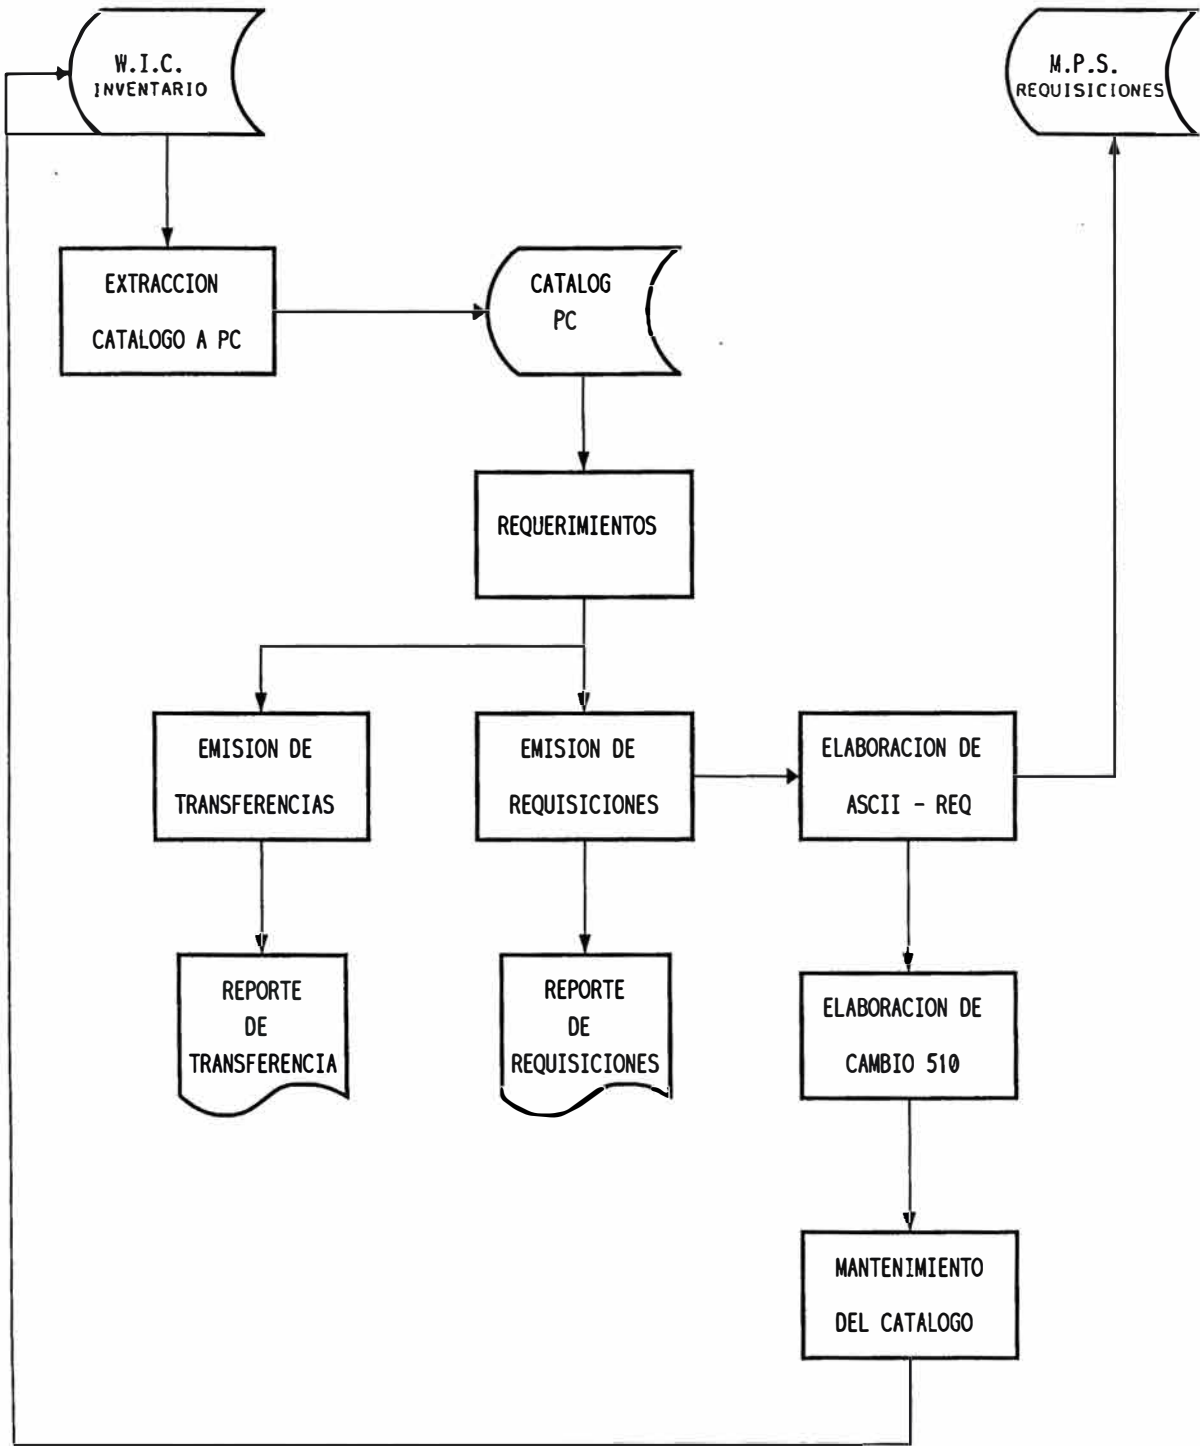 W.I.C.
INVENTARIO
M.P.S.
REQUISICIONES
EXTRACCION
CATALOGO A PC
CATALOG
PC
REQUERIMIENTOS
EMISION DE
TRANSFERENCIAS
EMISION DE
REQUISICIONES
ELABORACION DE
ASCII - REQ
REPORTE
DE
TRANSFERENCIA
REPORTE
DE
REQUISICIONES
ELABORACION DE
CAMBIO 510
MANTENIMIENTO
DEL CATALOGO